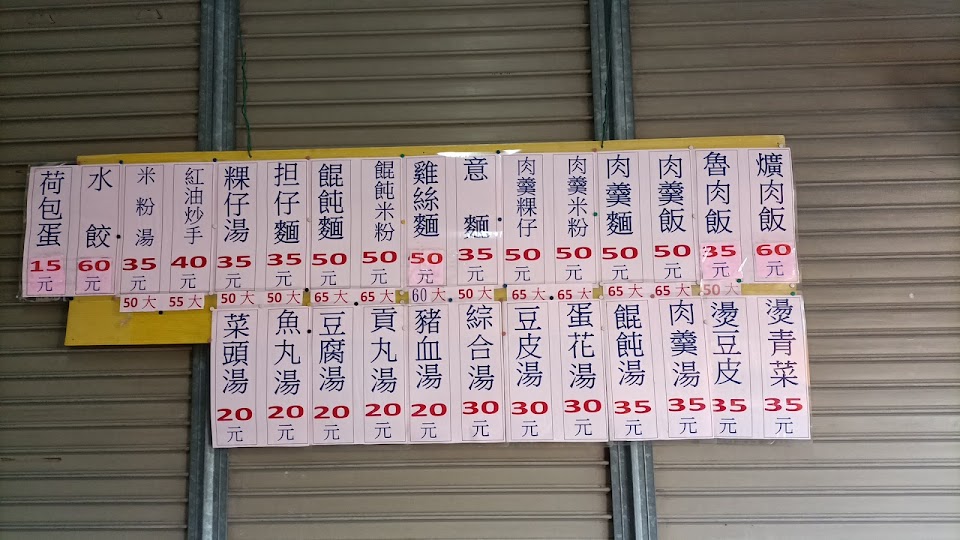 爌肉飯 60元
魯肉飯 35元 50大
肉羹飯 50元 65大
肉羹麵 50元 65大
肉羹米粉 50元 65大
肉羹粿仔 50元 65大
意麵 35元 50大
雞絲麵 50元 60大
餛飩米粉 50元 65大
餛飩麵 50元 65大
担仔麵 35元 50大
粿仔湯 35元 50大
紅油炒手 40元 55大
米粉湯 35元 50大
水餃 60元
荷包蛋 15元
燙青菜 35元
燙豆皮 35元
肉羹湯 35元
餛飩湯 35元
蛋花湯 30元
豆皮湯 30元
綜合湯 30元
豬血湯 20元
貢丸湯 20元
豆腐湯 20元
魚丸湯 20元
菜頭湯 20元